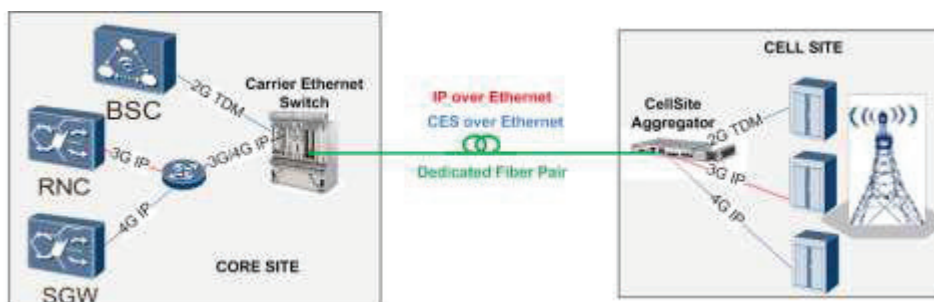 BSC
2G TDM
Carrier Ethernet
Switch
RNC
3G IP
3G/4G IP
4G IP
SGW
CORE SITE
IP over Ethernet
CES over Ethernet
Dedicated Fiber Pair
CELL SITE
CellSite
Aggregator
2G TDM
3G IP
4G IP